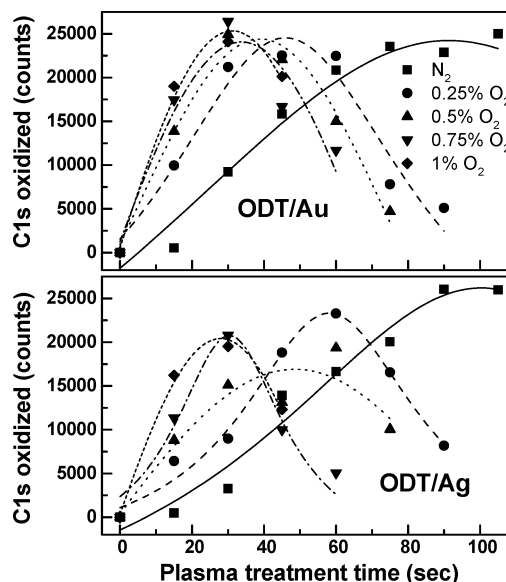 C1s oxidized (counts)
25000
20000
15000
10000
5000
0
N2
0.25% O2
0.5% O2
0.75% O2
1% O2
ODT/Au
C1s oxidized (counts)
25000
20000
15000
10000
5000
0
ODT/Ag
0 20 40 60 80 100
Plasma treatment time (sec)